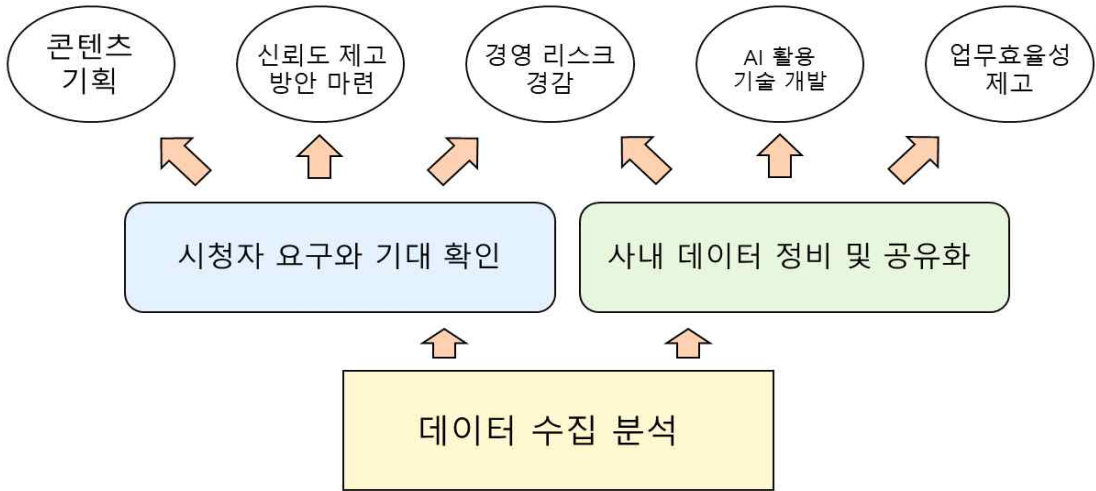 콘텐츠
기획
신뢰도 제고
방안 마련
경영 리스크
경감
AI 활용
기술 개발
업무효율성
제고
시청자 요구와 기대 확인
사내 데이터 정비 및 공유화
데이터 수집 분석